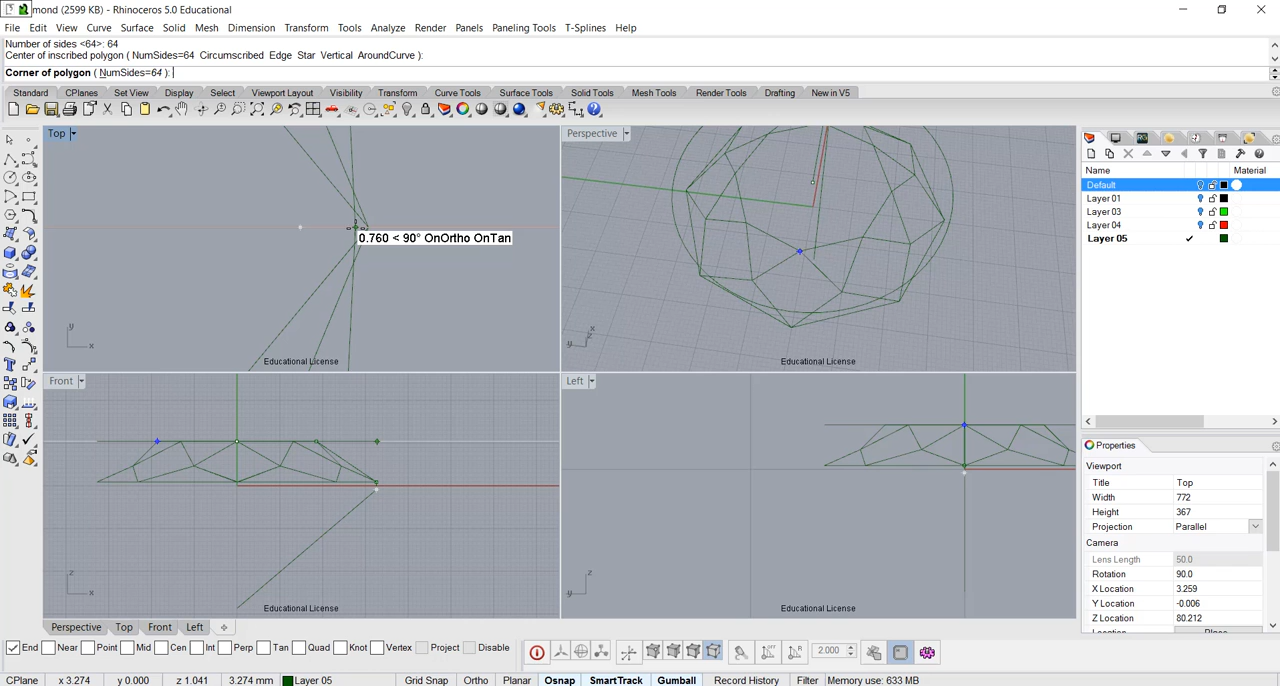 mond (2599 KB) - Rhinoceros 5.0 Educational
File Edit View Curve Surface Solid Mesh Dimension Transform Tools Analyze Render Panels Paneling Tools T-Splines Help
Number of sides <64>: 64
Center of inscribed polygon ( NumSides=64 Circumscribed Edge Star Vertical AroundCurve ):
Corner of polygon ( NumSides=64 ):
Standard CPlanes Set View Display Select Viewport Layout Visibility Transform Curve Tools Surface Tools Solid Tools Mesh Tools Render Tools Drafting New in V5
Top
Perspective
Name Material
Default
Layer 01
Layer 03
Layer 04
Layer 05
0.760 < 90° OnOrtho OnTan
y
x
Educational License
z
x
y
Educational License
Front
Left
Properties
Viewport
Title Top
Width 772
Height 367
Projection Parallel
Camera
Lens Length 50.0
Rotation 90.0
X Location 3.259
Y Location -0.006
Z Location 80.212
Location Place
z
x
Educational License
z
y
Educational License
Perspective Top Front Left
End Near Point Mid Cen Int Perp Tan Quad Knot Vertex Project Disable
2.000
CPlane x 3.274 y 0.000 z 1.041 3.274 mm Layer 05 Grid Snap Ortho Planar Osnap SmartTrack Gumball Record History Filter Memory use: 633 MB